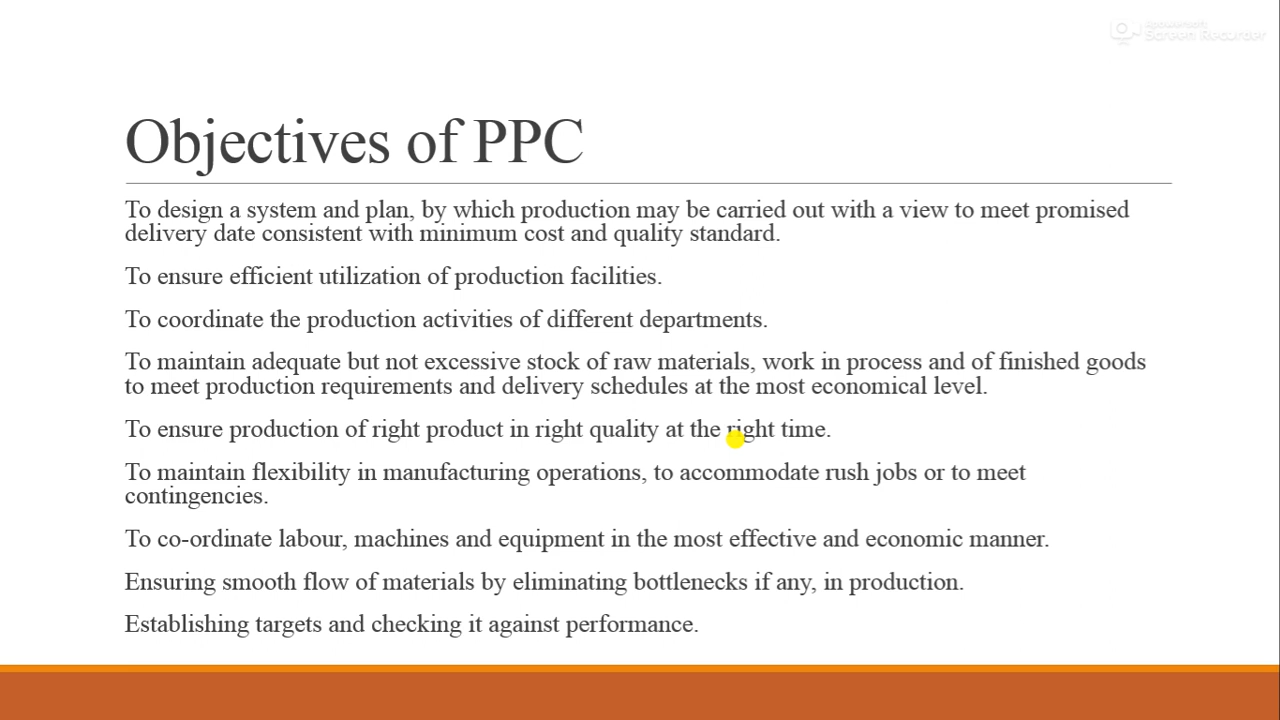 Apowersoft
Screen Recorder
Objectives of PPC
To design a system and plan, by which production may be carried out with a view to meet promised
delivery date consistent with minimum cost and quality standard.
To ensure efficient utilization of production facilities.
To coordinate the production activities of different departments.
To maintain adequate but not excessive stock of raw materials, work in process and of finished goods
to meet production requirements and delivery schedules at the most economical level.
To ensure production of right product in right quality at the right time.
To maintain flexibility in manufacturing operations, to accommodate rush jobs or to meet
contingencies.
To co-ordinate labour, machines and equipment in the most effective and economic manner.
Ensuring smooth flow of materials by eliminating bottlenecks if any, in production.
Establishing targets and checking it against performance.